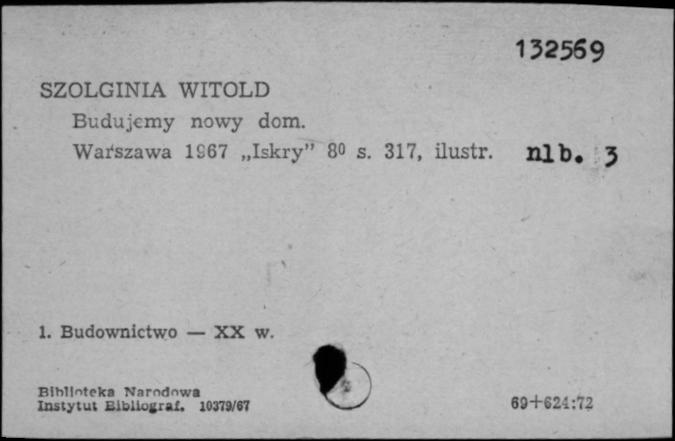 132569
SZOLGINIA WITOLD
Budujemy nowy dom.
Warszawa 1967 „Iskry” 8⁰ s. 317, ilustr. nlb. 3
1. Budownictwo — XX w.
Biblioteka Narodowa
Instytut Bibliograf. 10379/67
69+624:72